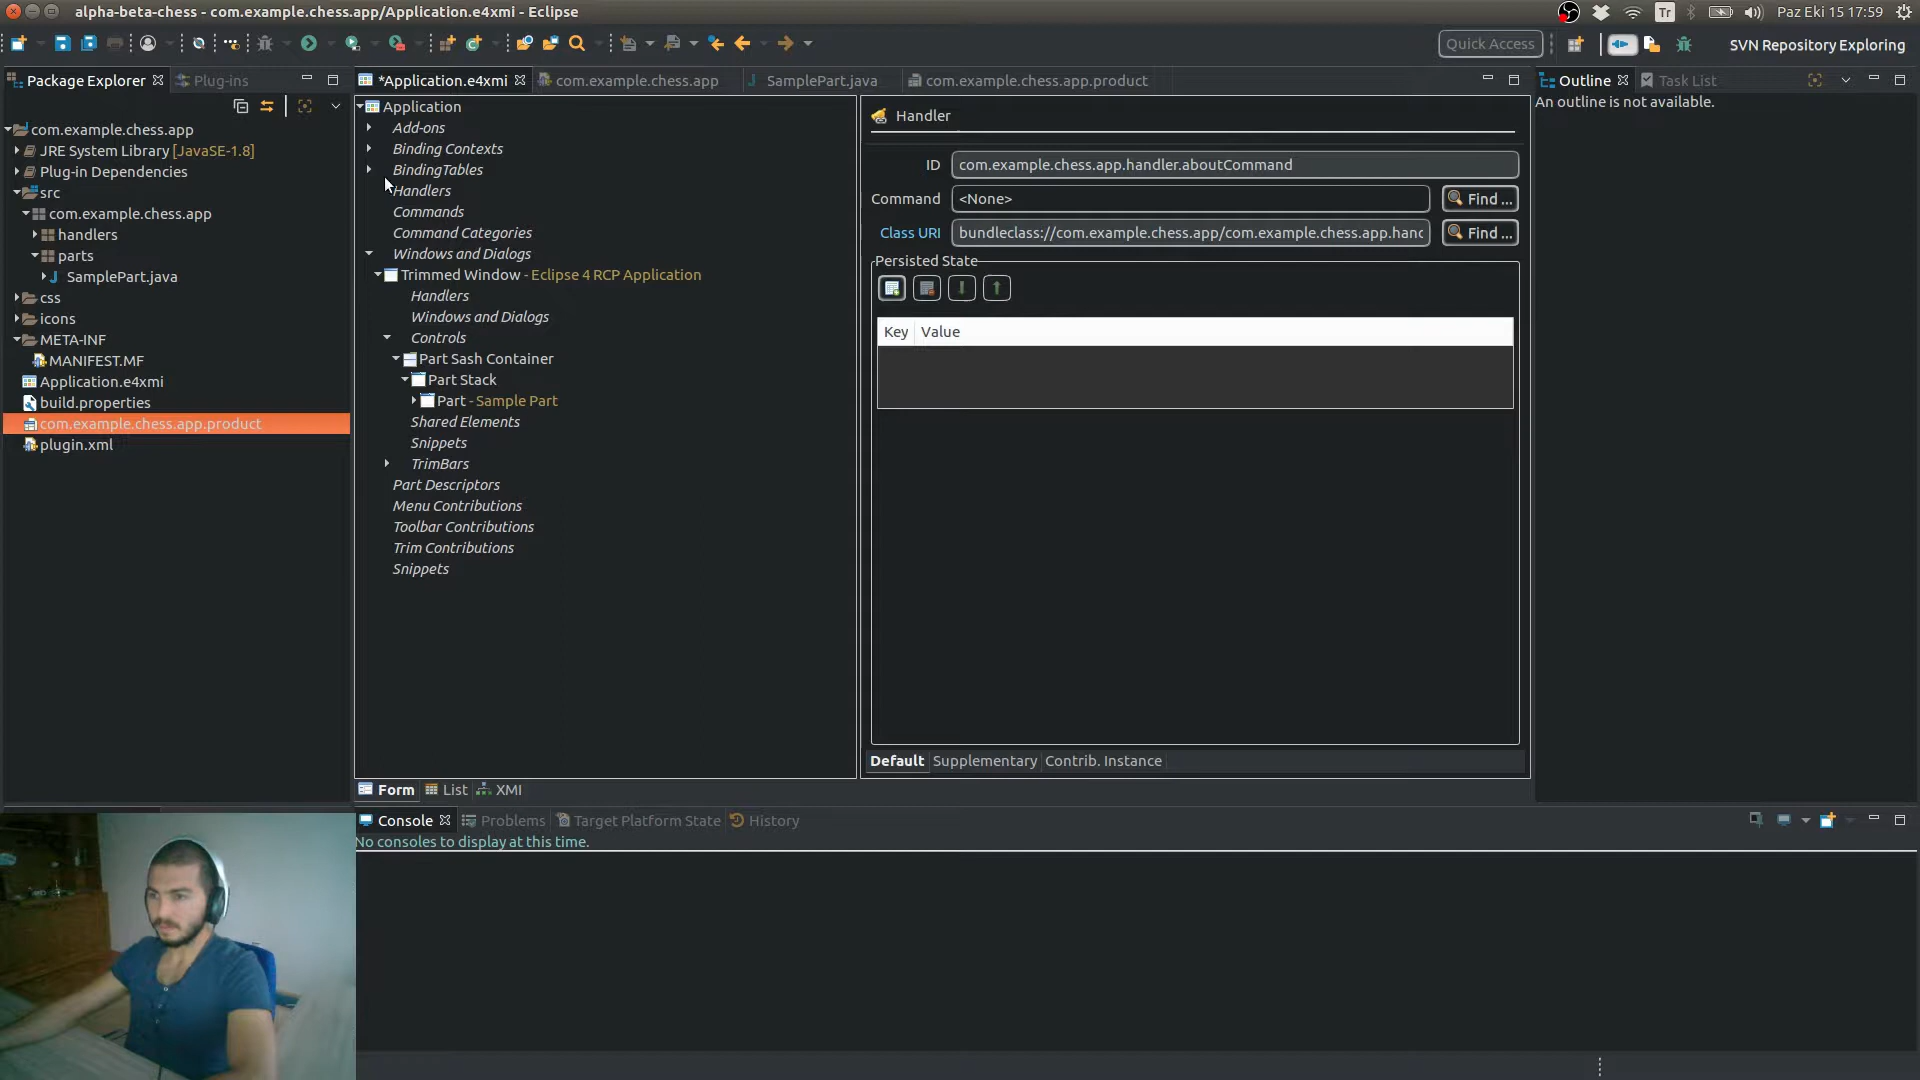 alpha-beta-chess - com.example.chess.app/Application.e4xmi - Eclipse
Tr
Paz Eki 15 17:59
Quick Access
SVN Repository Exploring
Package Explorer
Plug-ins
*Application.e4xmi
com.example.chess.app
SamplePart.java
com.example.chess.app.product
Outline
Task List
An outline is not available.
com.example.chess.app
JRE System Library [JavaSE-1.8]
Plug-in Dependencies
src
com.example.chess.app
handlers
parts
SamplePart.java
css
icons
META-INF
MANIFEST.MF
Application.e4xmi
build.properties
com.example.chess.app.product
plugin.xml
Application
Add-ons
Binding Contexts
BindingTables
Handlers
Commands
Command Categories
Windows and Dialogs
Trimmed Window - Eclipse 4 RCP Application
Handlers
Windows and Dialogs
Controls
Part Sash Container
Part Stack
Part - Sample Part
Shared Elements
Snippets
TrimBars
Part Descriptors
Menu Contributions
Toolbar Contributions
Trim Contributions
Snippets
Handler
ID com.example.chess.app.handler.aboutCommand
Command <None> Find ...
Class URI bundleclass://com.example.chess.app/com.example.chess.app.hand Find ...
Persisted State
Key Value
Default Supplementary Contrib. Instance
Form List XMI
Console Problems Target Platform State History
No consoles to display at this time.